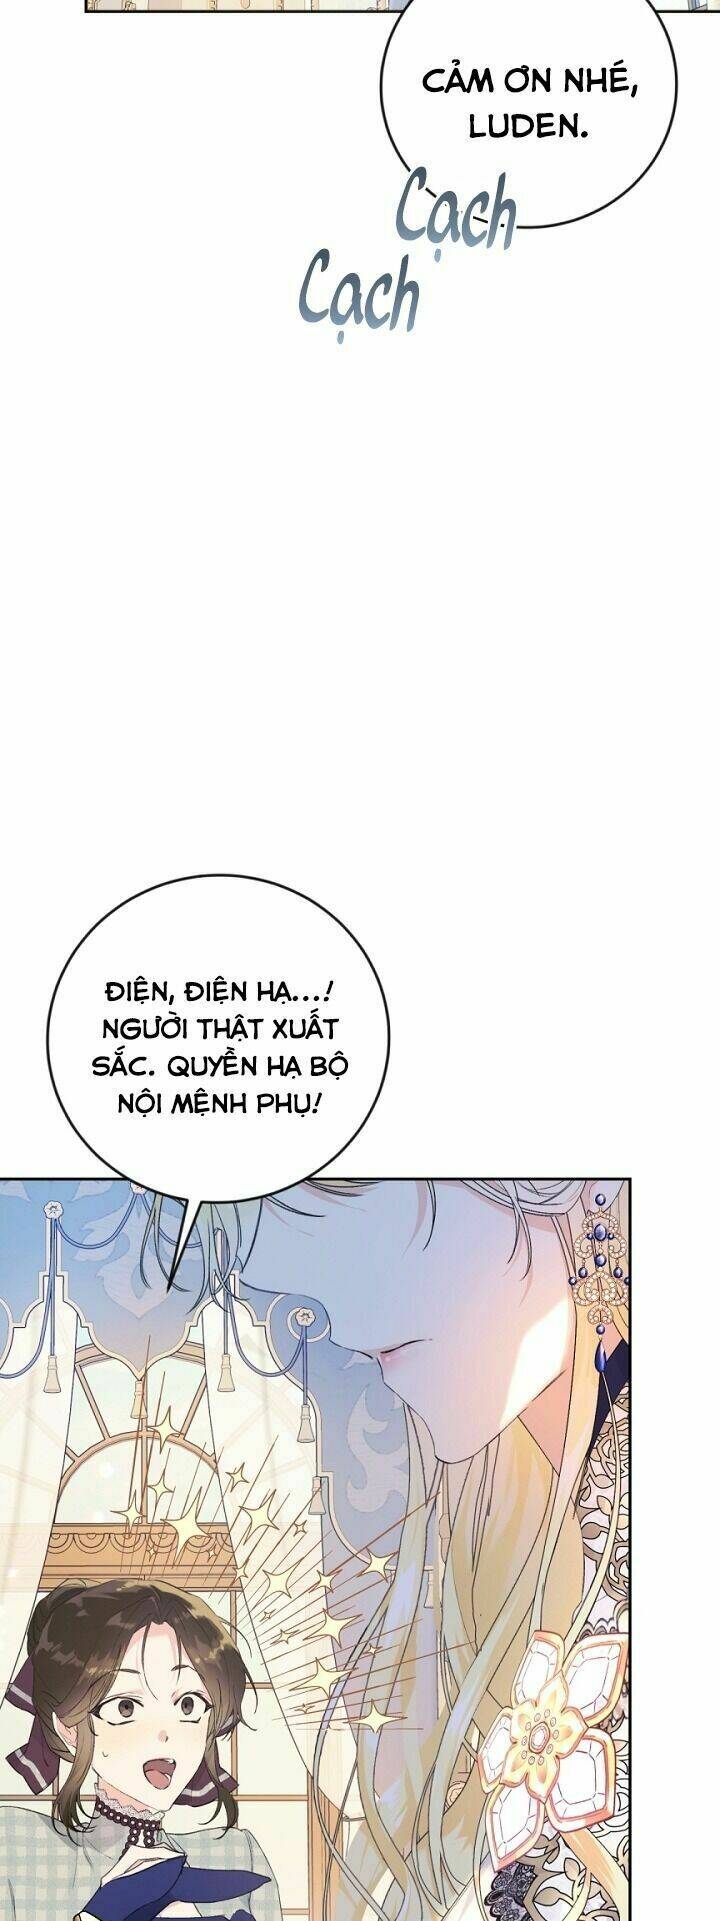 CẢM ƠN NHÉ,
LUDEN.
Cạch
Cạch
ĐIỆN, ĐIỆN HẠ...!
NGƯỜI THẬT XUẤT
SẮC. QUYỀN HẠ BỘ
NỘI MỆNH PHỤ!